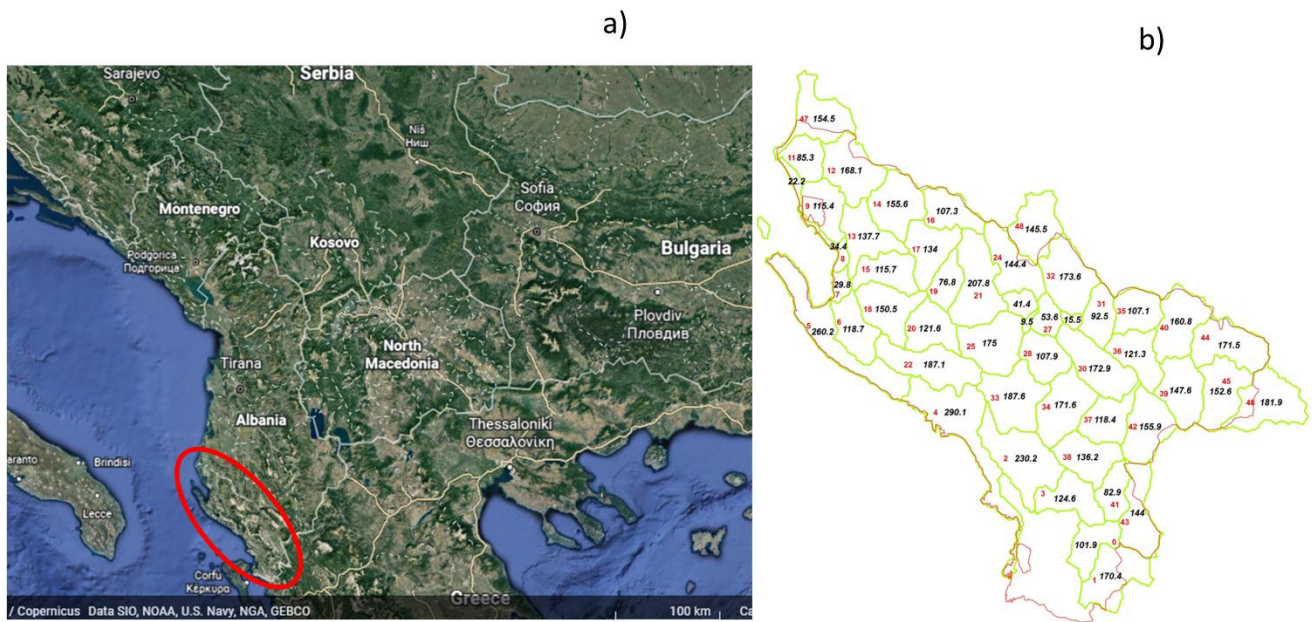 a)
b)
Sarajevo
Serbia
Niš
Ниш
Sofia
София
Montenegro
Kosovo
Bulgaria
Podgorica
Подгорица
Plovdiv
Пловдив
North
Macedonia
Tirana
Albania
Thessaloniki
Θεσσαλονίκη
Brindisi
Lecce
Corfu
Κέρκυρα
Greece
/ Copernicus Data SIO, NOAA, U.S. Navy, NGA, GEBCO
100 km
47 154.5
11 85.3
12 168.1
22.2
9 115.4
14 155.6
16 107.3
48 145.5
13 137.7
34.4
8
17 134
24 144.4
15 115.7
32 173.6
29.8
7
19 76.8
207.8
21
41.4
31 92.5
35 107.1
5 260.2
6 118.7
18 150.5
20 121.6
9.5
53.6
27
15.5
40 160.8
44 171.5
22 187.1
25 175
28 107.9
30 172.9
36 121.3
45 152.6
46 181.9
39 147.6
4 290.1
33 187.6
34 171.6
37 118.4
42 155.9
2 230.2
38 136.2
3 124.6
82.9
41
144
43
101.9
0
1 170.4